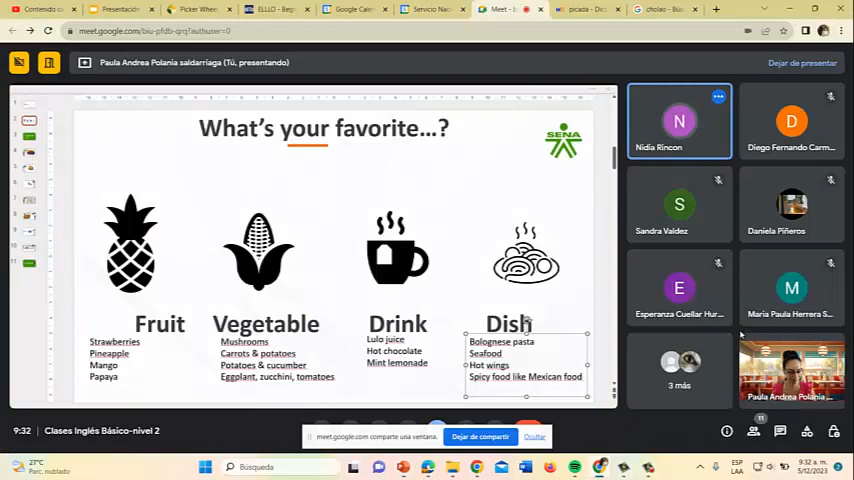 Contenido co
Presentación
Picker Whee
ELLLO - Beg
Google Cale
Servicio Nac
Meet - b
picada - Dic
cholao - Bús
meet.google.com/biu-pfdb-qrq?authuser=0
Paula Andrea Polania saldarriaga (Tú, presentando)
Dejar de presentar
What's your favorite...?
SENA
Fruit
Vegetable
Drink
Dish
Strawberries
Pineapple
Mango
Papaya
Mushrooms
Carrots & potatoes
Potatoes & cucumber
Eggplant, zucchini, tomatoes
Lulo juice
Hot chocolate
Mint lemonade
Bolognese pasta
Seafood
Hot wings
Spicy food like Mexican food
N
Nidia Rincon
D
Diego Fernando Carm...
S
Sandra Valdez
Daniela Piñeros
E
Esperanza Cuellar Hur...
M
Maria Paula Herrera S...
3 más
Paula Andrea Polania ...
9:32
Clases Inglés Básico-nivel 2
meet.google.com comparte una ventana.
Dejar de compartir
Ocultar
11
27°C
Parc. nublado
Búsqueda
ESP
LAA
9:32 a. m.
5/12/2023